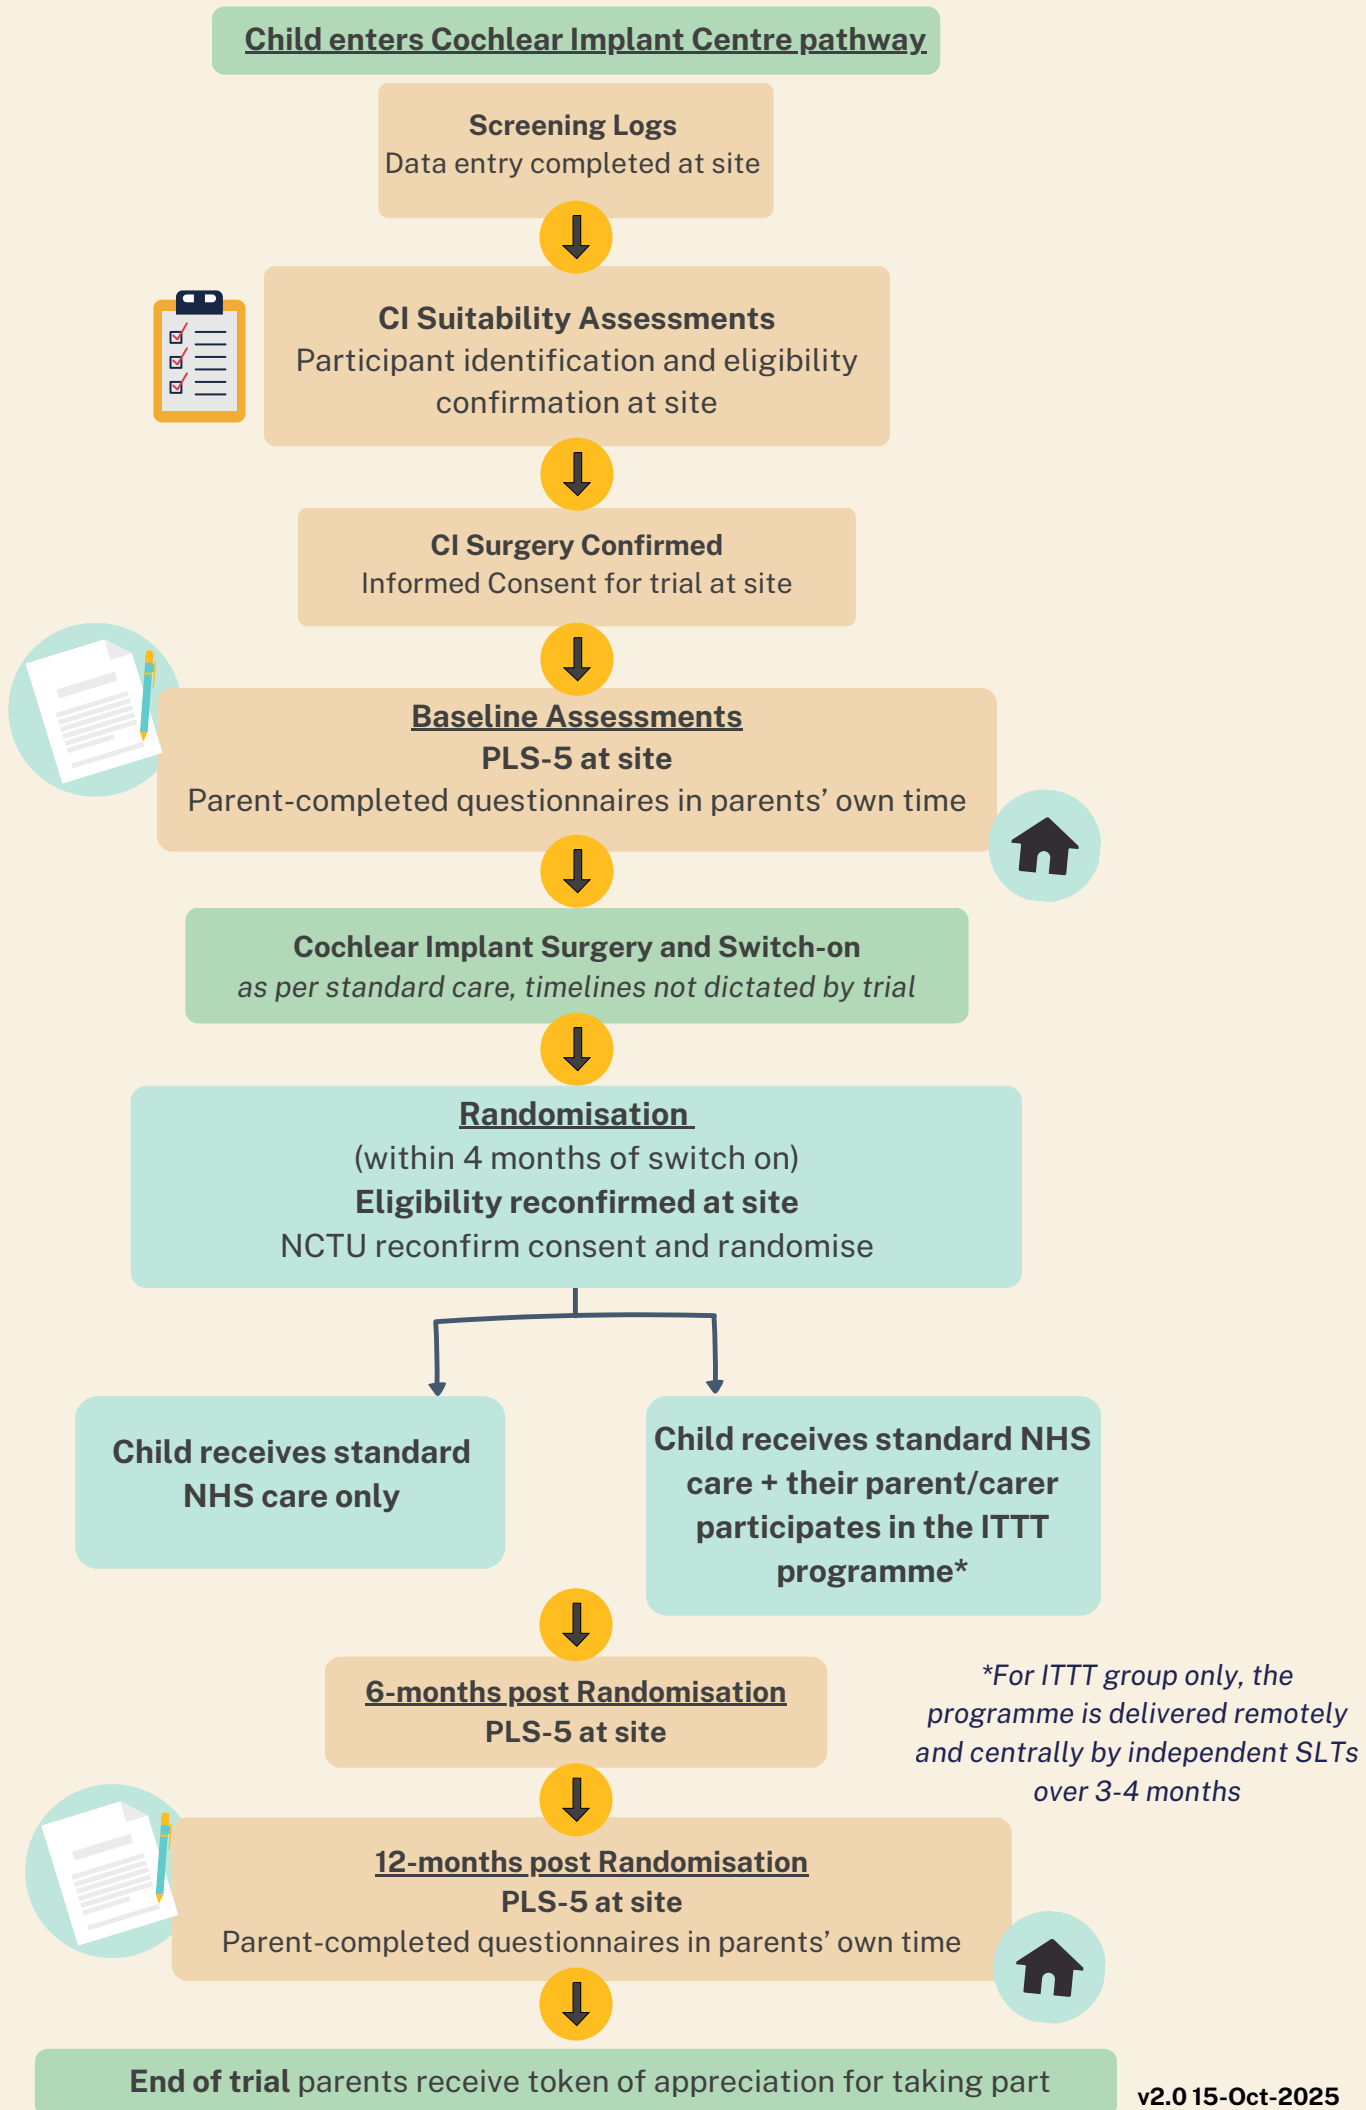 Child enters Cochlear Implant Centre pathway
Screening Logs
Data entry completed at site
CI Suitability Assessments
Participant identification and eligibility
confirmation at site
CI Surgery Confirmed
Informed Consent for trial at site
Baseline Assessments
PLS-5 at site
Parent-completed questionnaires in parents’ own time
Cochlear Implant Surgery and Switch-on
as per standard care, timelines not dictated by trial
Randomisation
(within 4 months of switch on)
Eligibility reconfirmed at site
NCTU reconfirm consent and randomise
Child receives standard
NHS care only
Child receives standard NHS
care + their parent/carer
participates in the ITTT
programme*
6-months post Randomisation
PLS-5 at site
*For ITTT group only, the
programme is delivered remotely
and centrally by independent SLTs
over 3-4 months
12-months post Randomisation
PLS-5 at site
Parent-completed questionnaires in parents’ own time
End of trial parents receive token of appreciation for taking part
v2.0 15-Oct-2025